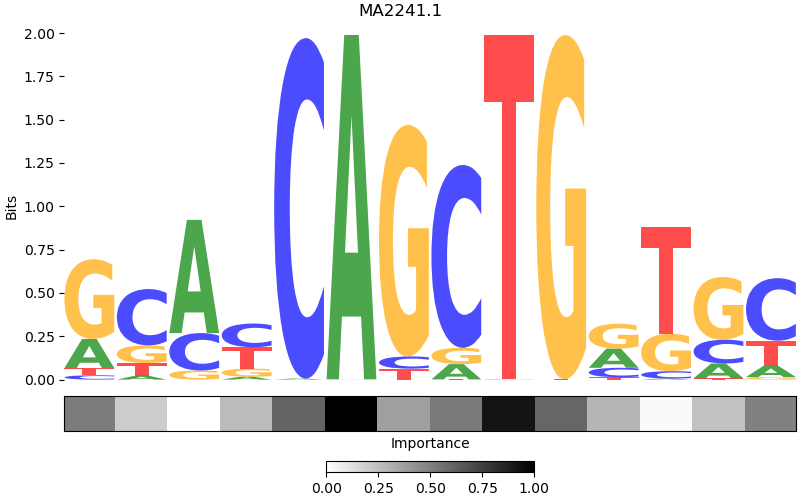 MA2241.1
2.00
1.75
1.50
1.25
1.00
0.75
0.50
0.25
0.00
Bits
G C A C C A G C T G G T G C
A G C T C G A G C T
T T G G T A C C A A
C A A T T C
Importance
0.00 0.25 0.50 0.75 1.00